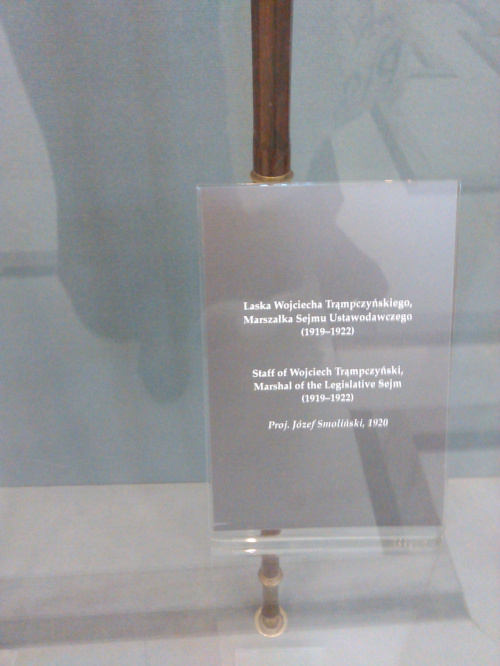 Laska Wojciecha Trąmpczyńskiego,
Marszałka Sejmu Ustawodawczego
(1919–1922)
Staff of Wojciech Trąmpczyński,
Marshal of the Legislative Sejm
(1919–1922)
Proj. Józef Smoliński, 1920